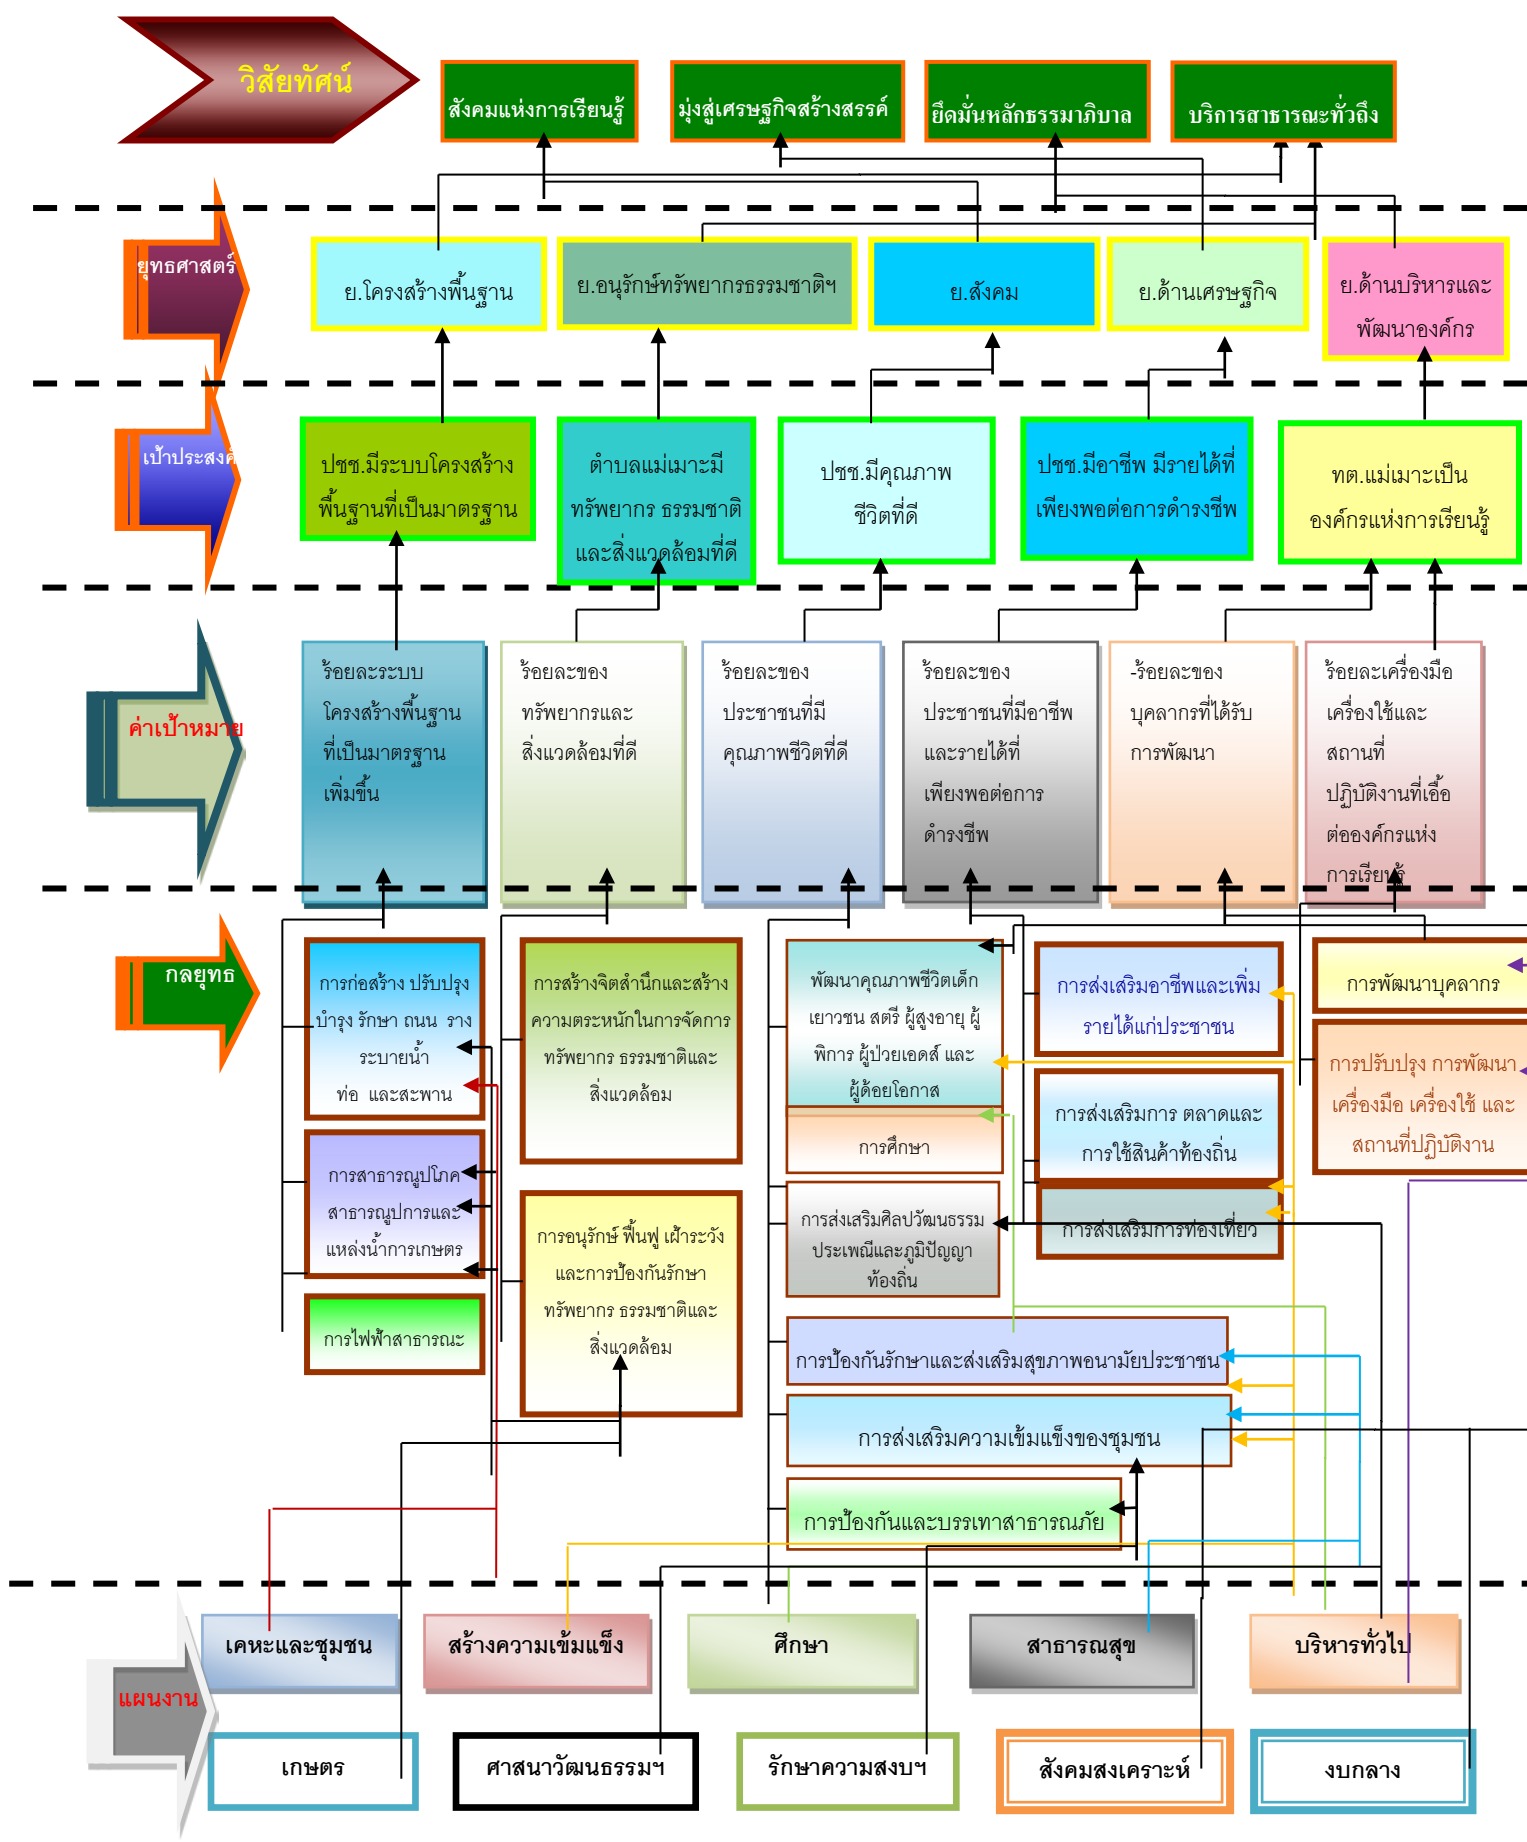 วิสัยทัศน์
สังคมแห่งการเรียนรู้
มุ่งสู่เศรษฐกิจสร้างสรรค์
ยึดมั่นหลักธรรมาภิบาล
บริการสาธารณะทั่วถึง
ยุทธศาสตร์
ย.โครงสร้างพื้นฐาน
ย.อนุรักษ์ทรัพยากรธรรมชาติฯ
ย.สังคม
ย.ด้านเศรษฐกิจ
ย.ด้านบริหารและ
พัฒนาองค์กร
เป้าประสงค์
ปชช.มีระบบโครงสร้าง
พื้นฐานที่เป็นมาตรฐาน
ตำบลแม่เมาะมี
ทรัพยากร ธรรมชาติ
และสิ่งแวดล้อมที่ดี
ปชช.มีคุณภาพ
ชีวิตที่ดี
ปชช.มีอาชีพ มีรายได้ที่
เพียงพอต่อการดำรงชีพ
ทต.แม่เมาะเป็น
องค์กรแห่งการเรียนรู้
ค่าเป้าหมาย
ร้อยละระบบ
โครงสร้างพื้นฐาน
ที่เป็นมาตรฐาน
เพิ่มขึ้น
ร้อยละของ
ทรัพยากรและ
สิ่งแวดล้อมที่ดี
ร้อยละของ
ประชาชนที่มี
คุณภาพชีวิตที่ดี
ร้อยละของ
ประชาชนที่มีอาชีพ
และรายได้ที่
เพียงพอต่อการ
ดำรงชีพ
-ร้อยละของ
บุคลากรที่ได้รับ
การพัฒนา
ร้อยละเครื่องมือ
เครื่องใช้และ
สถานที่
ปฏิบัติงานที่เอื้อ
ต่อองค์กรแห่ง
การเรียนรู้
กลยุทธ
การก่อสร้าง ปรับปรุง
บำรุง รักษา ถนน ราง
ระบายน้ำ
ท่อ และสะพาน
การสาธารณูปโภค
สาธารณูปการและ
แหล่งน้ำการเกษตร
การไฟฟ้าสาธารณะ
การสร้างจิตสำนึกและสร้าง
ความตระหนักในการจัดการ
ทรัพยากร ธรรมชาติและ
สิ่งแวดล้อม
การอนุรักษ์ ฟื้นฟู เฝ้าระวัง
และการป้องกันรักษา
ทรัพยากร ธรรมชาติและ
สิ่งแวดล้อม
พัฒนาคุณภาพชีวิตเด็ก
เยาวชน สตรี ผู้สูงอายุ ผู้
พิการ ผู้ป่วยเอดส์ และ
ผู้ด้อยโอกาส
การศึกษา
การส่งเสริมศิลปวัฒนธรรม
ประเพณีและภูมิปัญญา
ท้องถิ่น
การป้องกันรักษาและส่งเสริมสุขภาพอนามัยประชาชน
การส่งเสริมความเข้มแข็งของชุมชน
การป้องกันและบรรเทาสาธารณภัย
การส่งเสริมอาชีพและเพิ่ม
รายได้แก่ประชาชน
การส่งเสริมการ ตลาดและ
การใช้สินค้าท้องถิ่น
การส่งเสริมการท่องเที่ยว
การพัฒนาบุคลากร
การปรับปรุง การพัฒนา
เครื่องมือ เครื่องใช้ และ
สถานที่ปฏิบัติงาน
แผนงาน
เคหะและชุมชน
สร้างความเข้มแข็ง
ศึกษา
สาธารณสุข
บริหารทั่วไป
เกษตร
ศาสนาวัฒนธรรมฯ
รักษาความสงบฯ
สังคมสงเคราะห์
งบกลาง